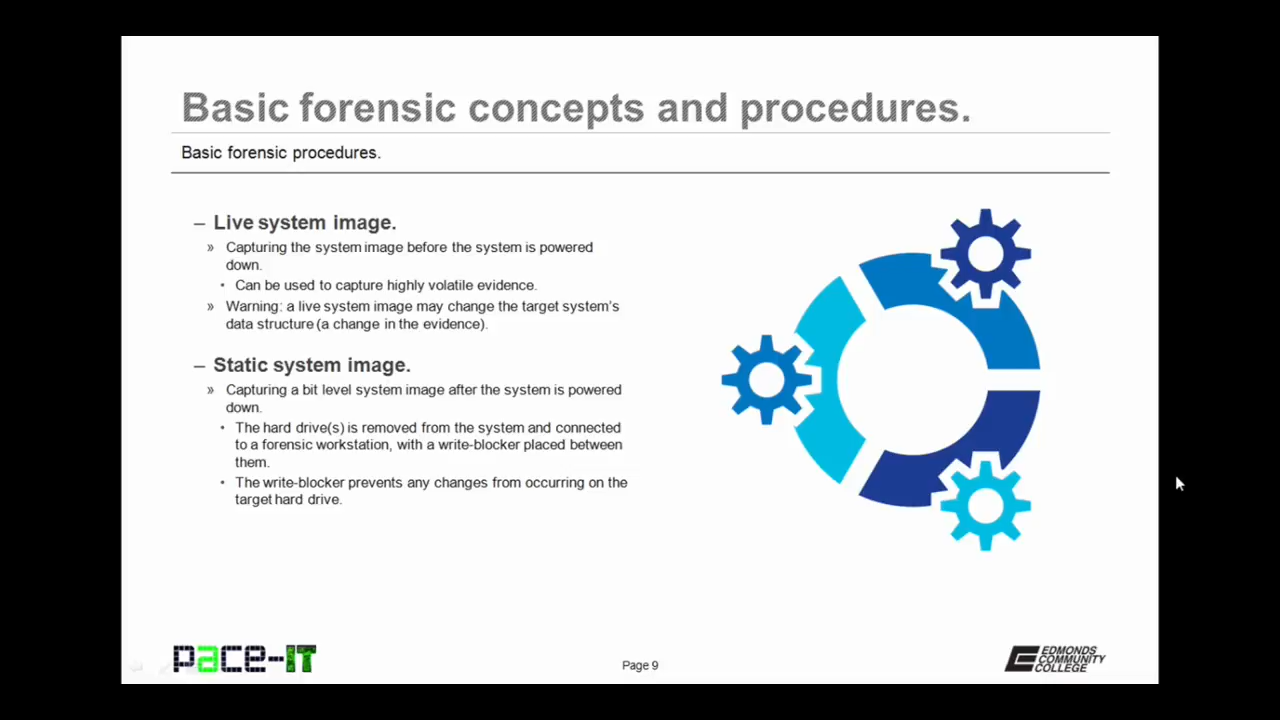 Basic forensic concepts and procedures.
Basic forensic procedures.
– Live system image.
» Capturing the system image before the system is powered
down.
• Can be used to capture highly volatile evidence.
» Warning: a live system image may change the target system's
data structure (a change in the evidence).
– Static system image.
» Capturing a bit level system image after the system is powered
down.
• The hard drive(s) is removed from the system and connected
to a forensic workstation, with a write-blocker placed between
them.
• The write-blocker prevents any changes from occurring on the
target hard drive.
pace-IT
Page 9
EDMONDS
COMMUNITY
COLLEGE